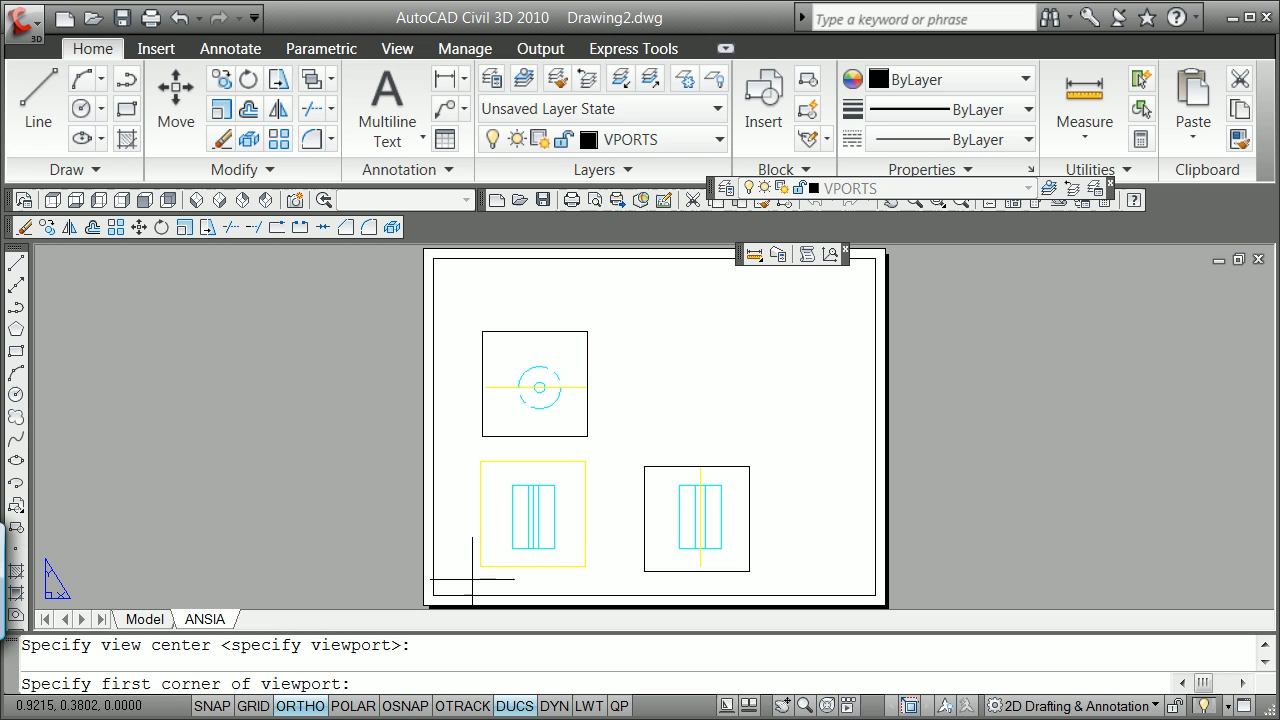 AutoCAD Civil 3D 2010 Drawing2.dwg
Type a keyword or phrase
3D
Home Insert Annotate Parametric View Manage Output Express Tools
Line
Move
Multiline
Text
Unsaved Layer State
VPORTS
Insert
ByLayer
ByLayer
ByLayer
Measure
Paste
Draw Modify Annotation Layers Block Properties Utilities Clipboard
VPORTS
Model ANSIA
Specify view center <specify viewport>:
Specify first corner of viewport:
0.9215, 0.3802, 0.0000 SNAP GRID ORTHO POLAR OSNAP OTRACK DUCS DYN LWT QP 2D Drafting & Annotation